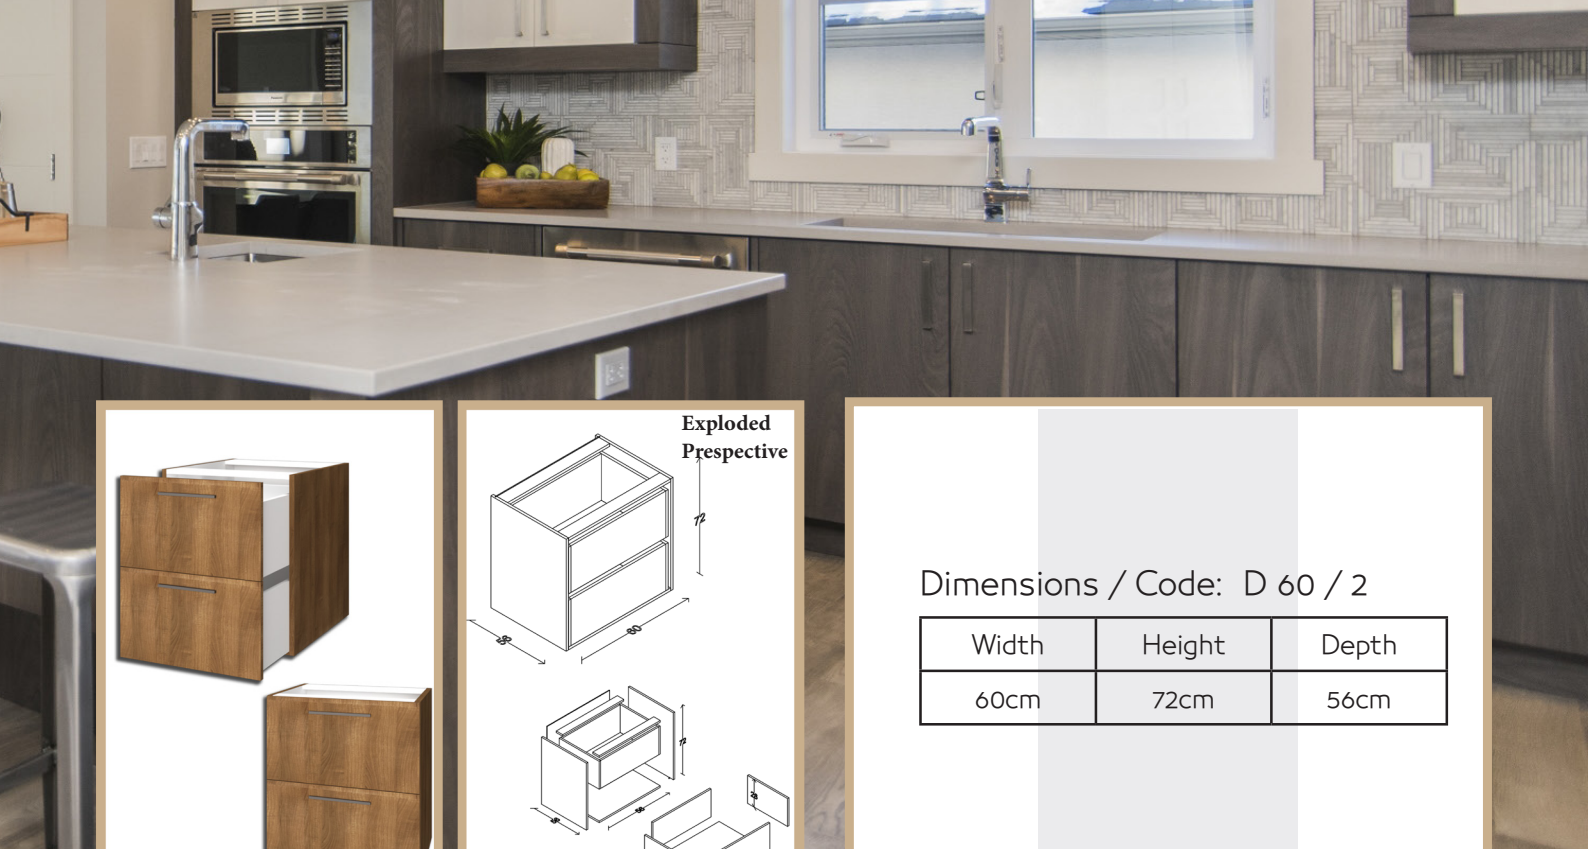 Exploded
Prespective
72
58
60
72
Dimensions / Code: D 60 / 2
Width Height Depth
60cm 72cm 56cm